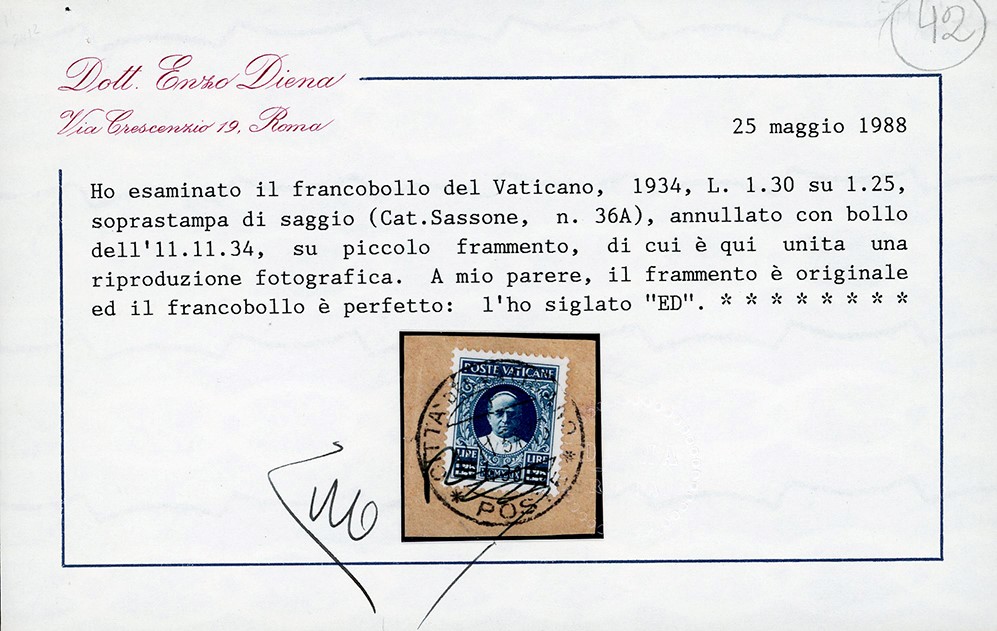 42
Dott. Enzo Diena
Via Crescenzio 19, Roma
25 maggio 1988
Ho esaminato il francobollo del Vaticano, 1934, L. 1.30 su 1.25,
soprastampa di saggio (Cat.Sassone, n. 36A), annullato con bollo
dell'11.11.34, su piccolo frammento, di cui è qui unita una
riproduzione fotografica. A mio parere, il frammento è originale
ed il francobollo è perfetto: l'ho siglato "ED". * * * * * * * *
POSTE VATICANE
CITTA'
LIRE LIRE
* POS *